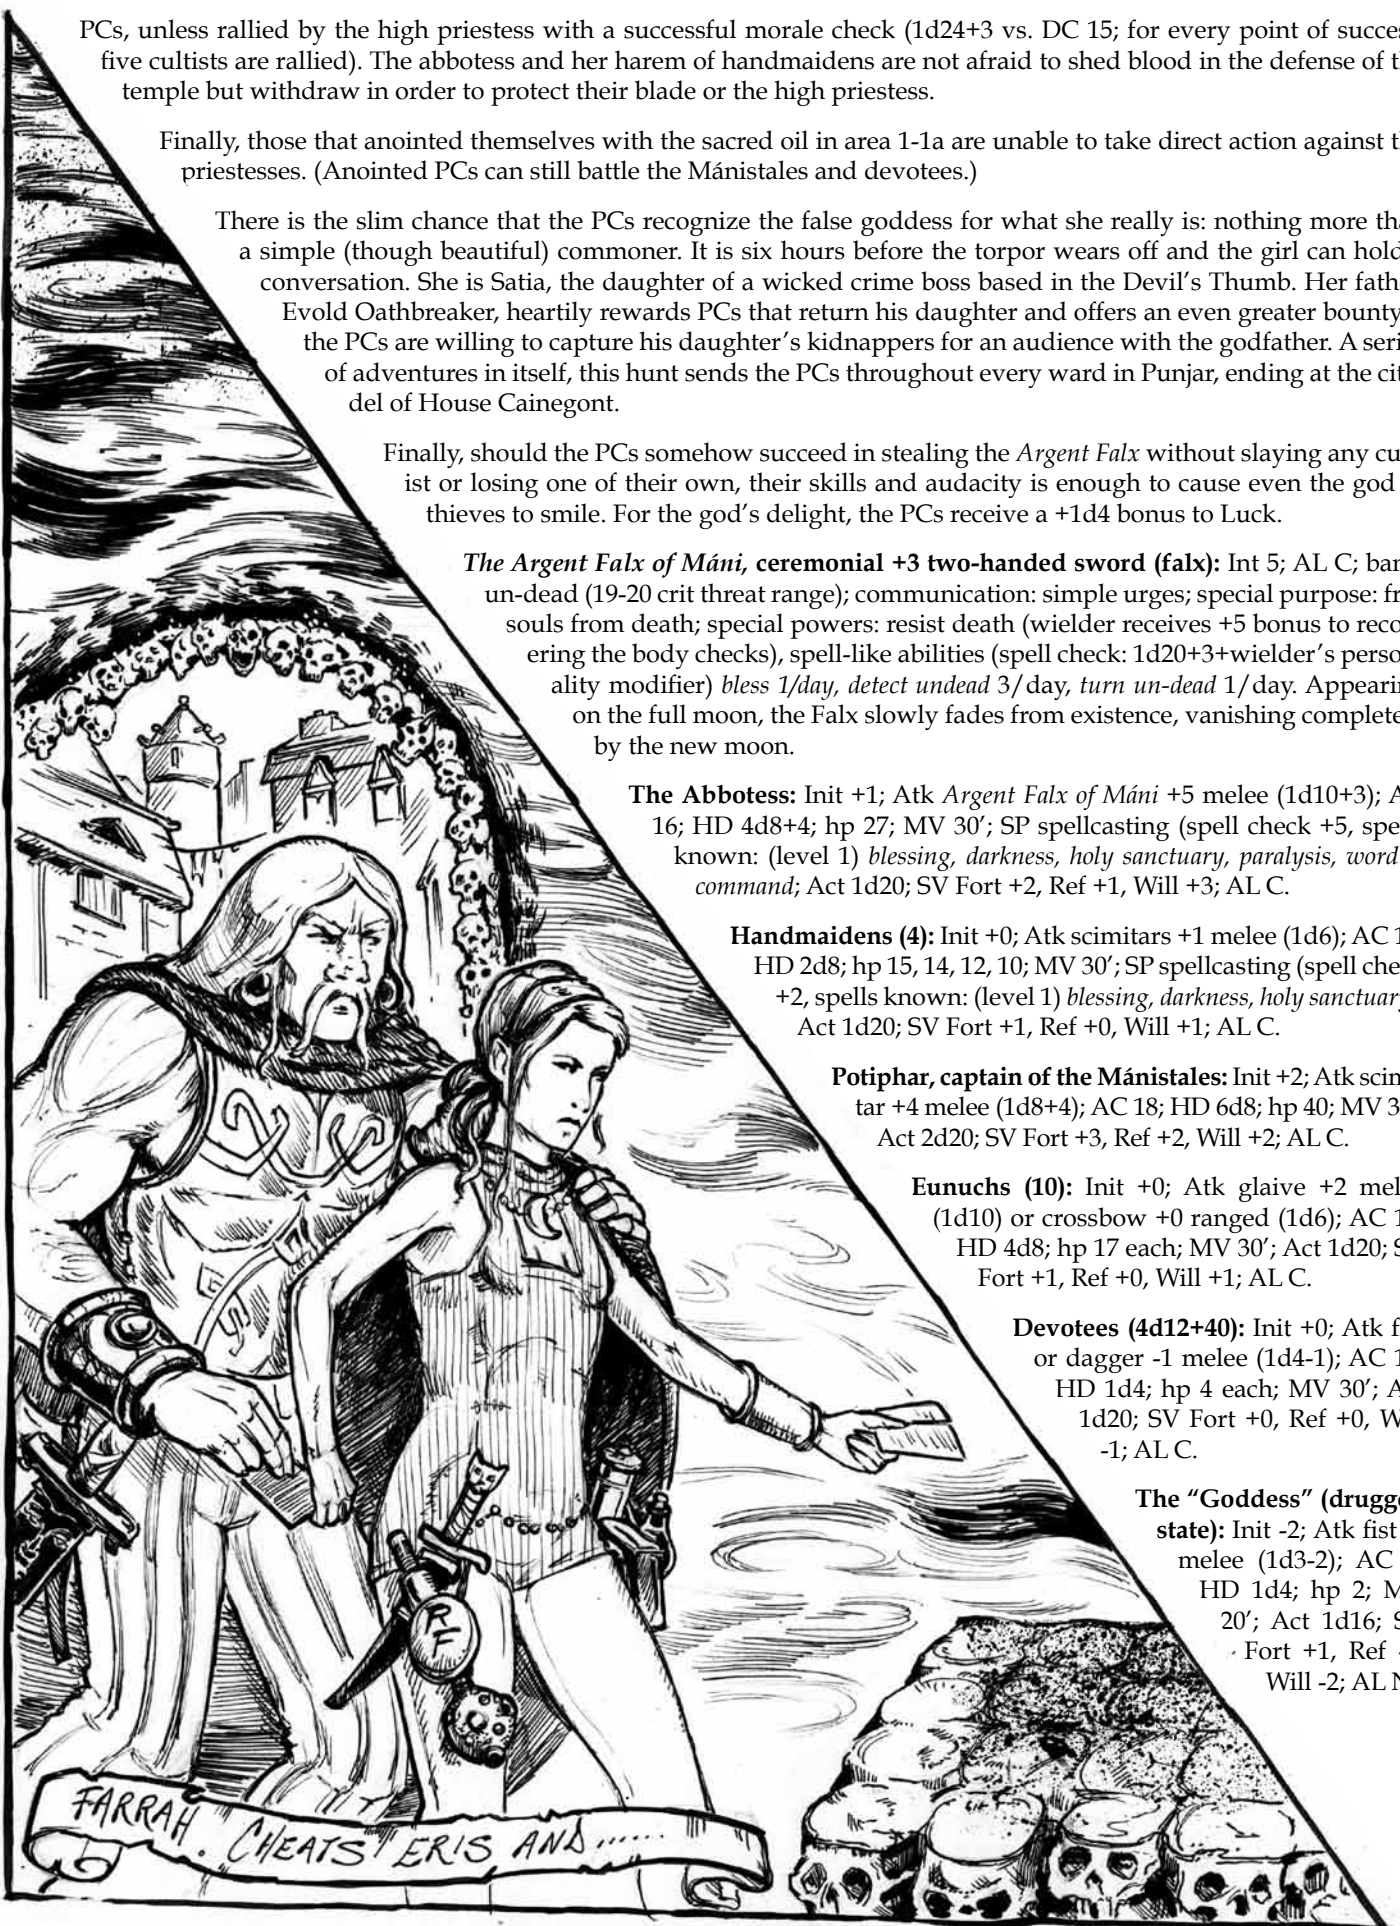 PCs, unless rallied by the high priestess with a successful morale check (1d24+3 vs. DC 15; for every point of succes
five cultists are rallied). The abbotess and her harem of handmaidens are not afraid to shed blood in the defense of th
temple but withdraw in order to protect their blade or the high priestess.
Finally, those that anointed themselves with the sacred oil in area 1-1a are unable to take direct action against th
priestesses. (Anointed PCs can still battle the Mánistales and devotees.)
There is the slim chance that the PCs recognize the false goddess for what she really is: nothing more tha
a simple (though beautiful) commoner. It is six hours before the torpor wears off and the girl can hold
conversation. She is Satia, the daughter of a wicked crime boss based in the Devil's Thumb. Her fath
Evold Oathbreaker, heartily rewards PCs that return his daughter and offers an even greater bounty
the PCs are willing to capture his daughter's kidnappers for an audience with the godfather. A seri
of adventures in itself, this hunt sends the PCs throughout every ward in Punjar, ending at the cit
del of House Cainegont.
Finally, should the PCs somehow succeed in stealing the Argent Falx without slaying any cu
ist or losing one of their own, their skills and audacity is enough to cause even the god
thieves to smile. For the god's delight, the PCs receive a +1d4 bonus to Luck.
The Argent Falx of Máni, ceremonial +3 two-handed sword (falx): Int 5; AL C; ban
un-dead (19-20 crit threat range); communication: simple urges; special purpose: fr
souls from death; special powers: resist death (wielder receives +5 bonus to reco
ering the body checks), spell-like abilities (spell check: 1d20+3+wielder's perso
ality modifier) bless 1/day, detect undead 3/day, turn un-dead 1/day. Appearin
on the full moon, the Falx slowly fades from existence, vanishing complete
by the new moon.
The Abbotess: Init +1; Atk Argent Falx of Máni +5 melee (1d10+3); A
16; HD 4d8+4; hp 27; MV 30'; SP spellcasting (spell check +5, spe
known: (level 1) blessing, darkness, holy sanctuary, paralysis, word
command; Act 1d20; SV Fort +2, Ref +1, Will +3; AL C.
Handmaidens (4): Init +0; Atk scimitars +1 melee (1d6); AC 1
HD 2d8; hp 15, 14, 12, 10; MV 30'; SP spellcasting (spell che
+2, spells known: (level 1) blessing, darkness, holy sanctuary
Act 1d20; SV Fort +1, Ref +0, Will +1; AL C.
Potiphar, captain of the Mánistales: Init +2; Atk scim
tar +4 melee (1d8+4); AC 18; HD 6d8; hp 40; MV 3
Act 2d20; SV Fort +3, Ref +2, Will +2; AL C.
Eunuchs (10): Init +0; Atk glaive +2 mel
(1d10) or crossbow +0 ranged (1d6); AC 1
HD 4d8; hp 17 each; MV 30'; Act 1d20; S
Fort +1, Ref +0, Will +1; AL C.
Devotees (4d12+40): Init +0; Atk f
or dagger -1 melee (1d4-1); AC 1
HD 1d4; hp 4 each; MV 30'; A
1d20; SV Fort +0, Ref +0, W
-1; AL C.
The “Goddess” (drugge
state): Init -2; Atk fist
melee (1d3-2); AC
HD 1d4; hp 2; M
20'; Act 1d16; S
Fort +1, Ref -
Will -2; AL N
RF
FARRAH CHEATS ERIS AND......